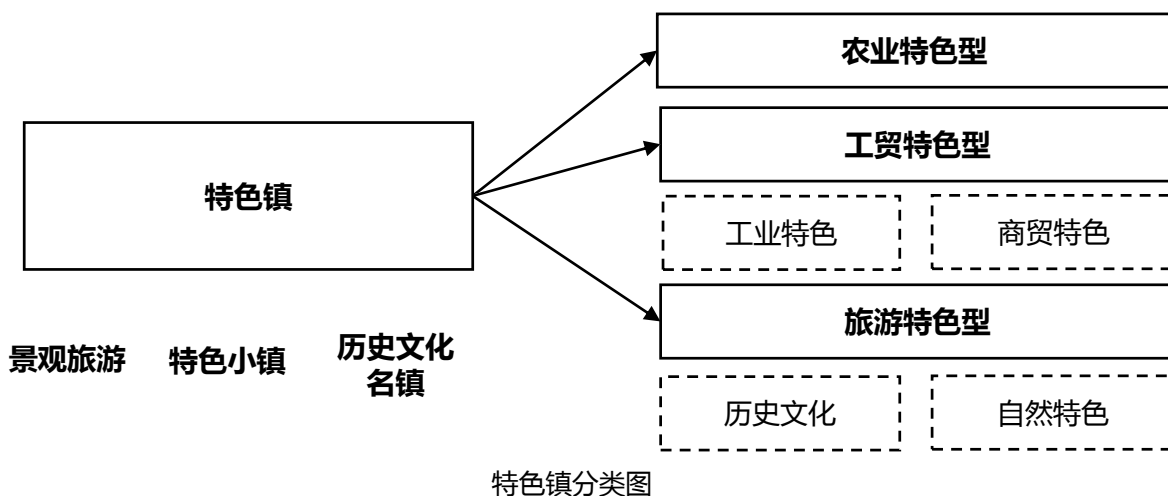 农业特色型
特色镇
工贸特色型
工业特色
商贸特色
旅游特色型
景观旅游
特色小镇
历史文化
名镇
历史文化
自然特色
特色镇分类图